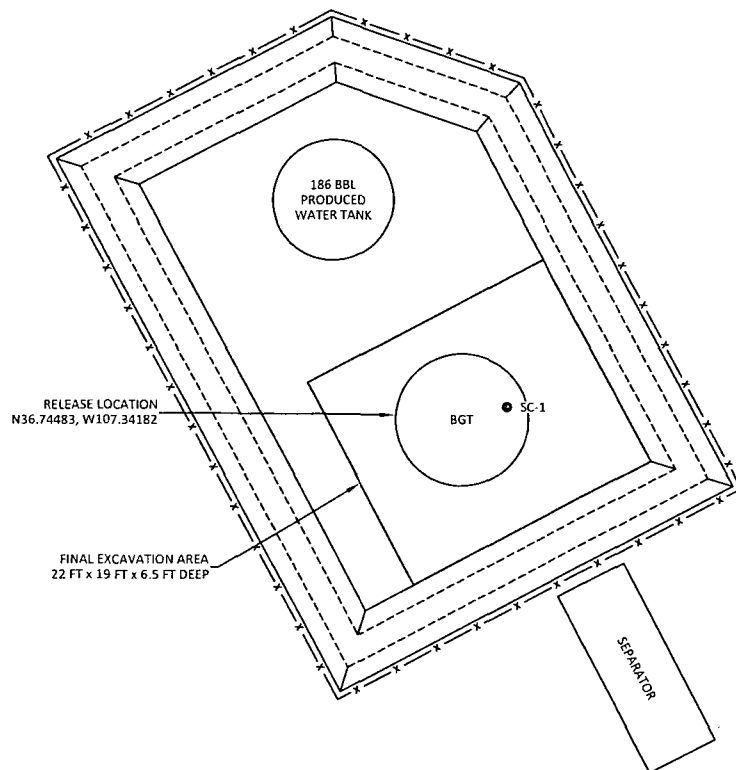 186 BBL
PRODUCED
WATER TANK
RELEASE LOCATION
N36.74483, W107.34182
BGT
SC-1
FINAL EXCAVATION AREA
22 FT x 19 FT x 6.5 FT DEEP
SEPARATOR